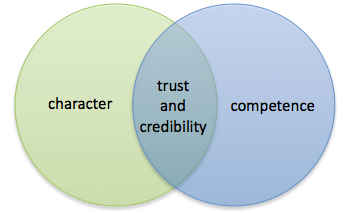 character
trust
and
credibility
competence